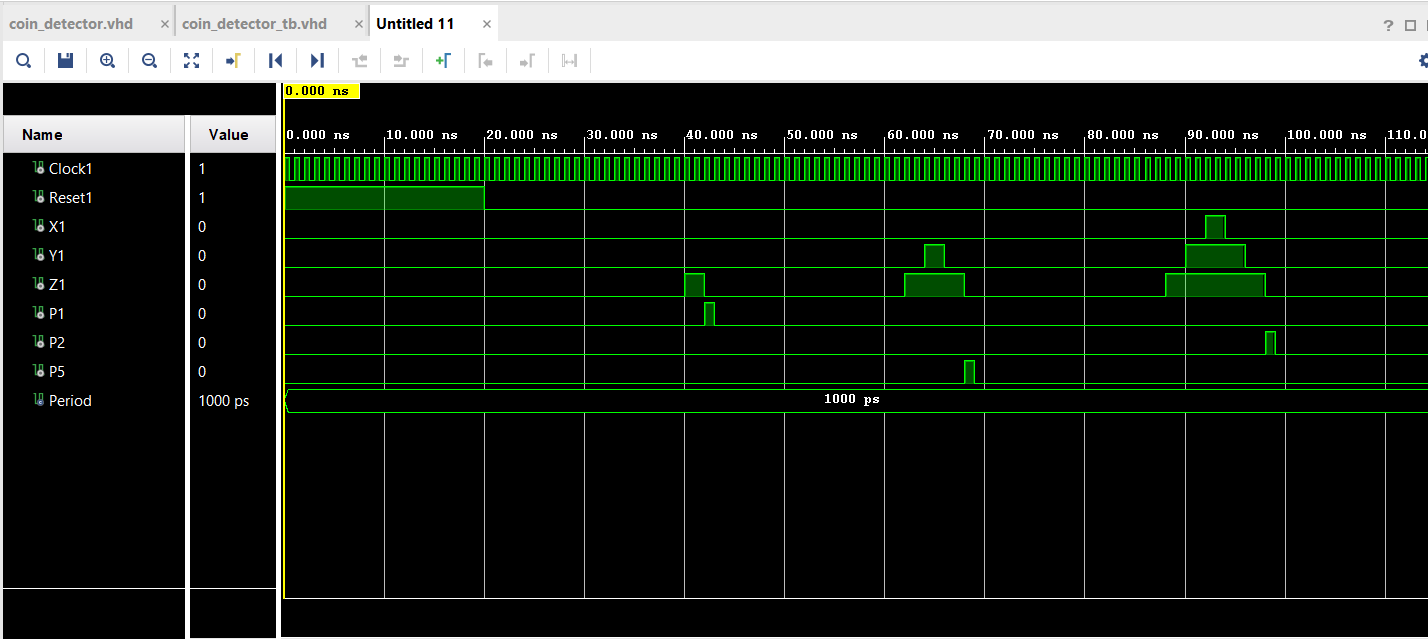 coin_detector.vhd × coin_detector_tb.vhd × Untitled 11 ×
?
0.000 ns
Name Value
0.000 ns 10.000 ns 20.000 ns 30.000 ns 40.000 ns 50.000 ns 60.000 ns 70.000 ns 80.000 ns 90.000 ns 100.000 ns 110.0
Clock1 1
Reset1 1
X1 0
Y1 0
Z1 0
P1 0
P2 0
P5 0
Period 1000 ps 1000 ps